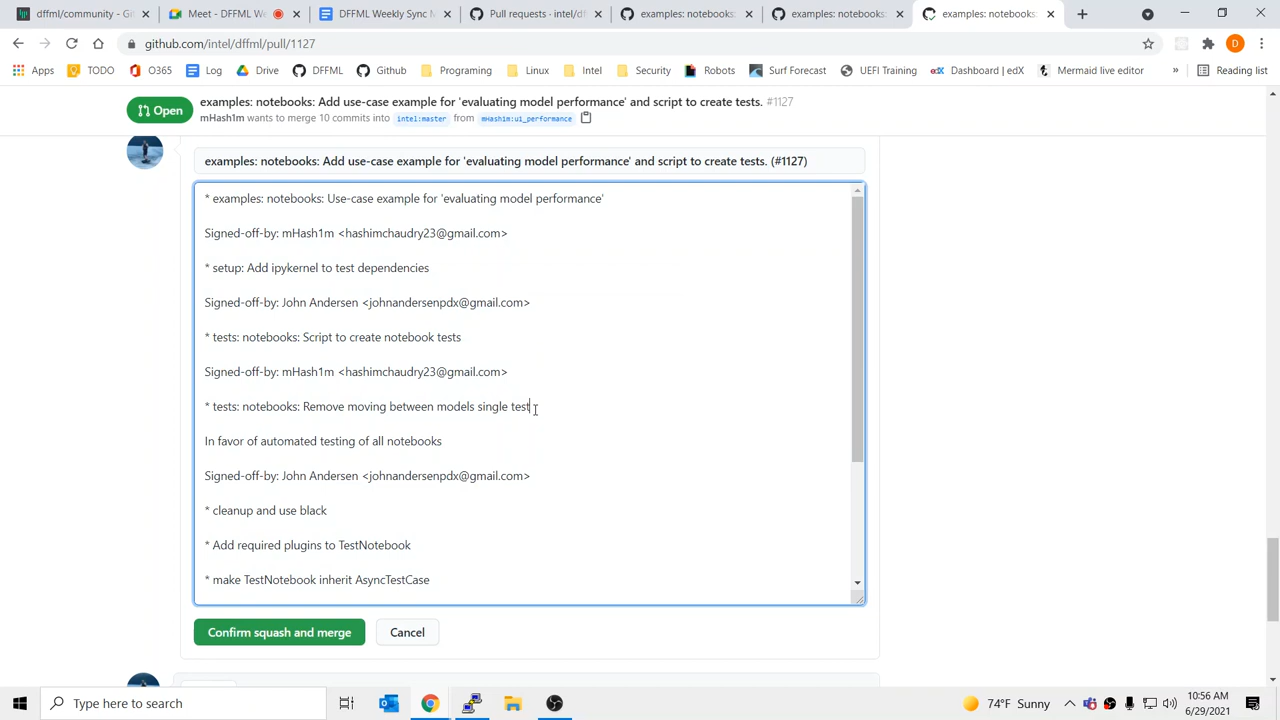 dffml/community - Gi
Meet - DFFML We
DFFML Weekly Sync M
Pull requests · intel/df
examples: notebooks:
examples: notebooks:
examples: notebooks:
github.com/intel/dffml/pull/1127
D
Apps
TODO
O365
Log
Drive
DFFML
Github
Programing
Linux
Intel
Security
Robots
Surf Forecast
UEFI Training
Dashboard | edX
Mermaid live editor
»
Reading list
Open
examples: notebooks: Add use-case example for 'evaluating model performance' and script to create tests. #1127
mHash1m wants to merge 10 commits into intel:master from mHash1m:ui_performance
examples: notebooks: Add use-case example for 'evaluating model performance' and script to create tests. (#1127)
* examples: notebooks: Use-case example for 'evaluating model performance'
Signed-off-by: mHash1m <hashimchaudry23@gmail.com>
* setup: Add ipykernel to test dependencies
Signed-off-by: John Andersen <johnandersenpdx@gmail.com>
* tests: notebooks: Script to create notebook tests
Signed-off-by: mHash1m <hashimchaudry23@gmail.com>
* tests: notebooks: Remove moving between models single test
In favor of automated testing of all notebooks
Signed-off-by: John Andersen <johnandersenpdx@gmail.com>
* cleanup and use black
* Add required plugins to TestNotebook
* make TestNotebook inherit AsyncTestCase
Confirm squash and merge
Cancel
Type here to search
74°F Sunny
10:56 AM
6/29/2021